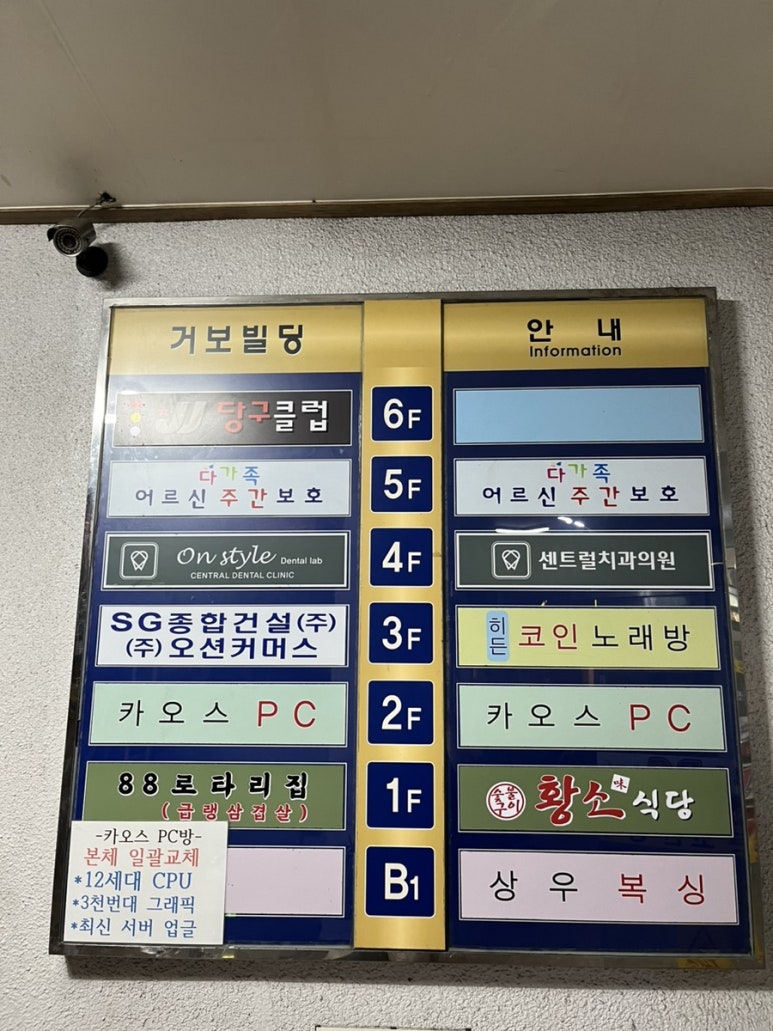 거보빌딩
안 내
Information
JJ 당구클럽
6F
다가족
어르신 주간보호
5F
다가족
어르신 주간보호
On style Dental lab
CENTRAL DENTAL CLINIC
4F
센트럴치과의원
SG종합건설(주)
(주)오션커머스
3F
히든 코인노래방
카오스 PC
2F
카오스 PC
88로타리집
(급랭삼겹살)
1F
숯불구이 황소 味 식당
B1
상우복싱
-카오스 PC방-
본체 일괄교체
*12세대 CPU
*3천번대 그래픽
*최신 서버 업글